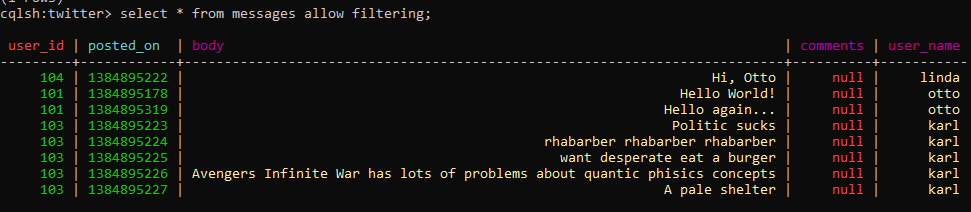 (1 rows)
cqlsh:twitter> select * from messages allow filtering;
user_id | posted_on | body | comments | user_name
---------+------------+--------------------------------------------------------------------------+----------+-----------
104 | 1384895222 | Hi, Otto | null | linda
101 | 1384895178 | Hello World! | null | otto
101 | 1384895319 | Hello again... | null | otto
103 | 1384895223 | Politic sucks | null | karl
103 | 1384895224 | rhabarber rhabarber rhabarber | null | karl
103 | 1384895225 | want desperate eat a burger | null | karl
103 | 1384895226 | Avengers Infinite War has lots of problems about quantic phisics concepts | null | karl
103 | 1384895227 | A pale shelter | null | karl